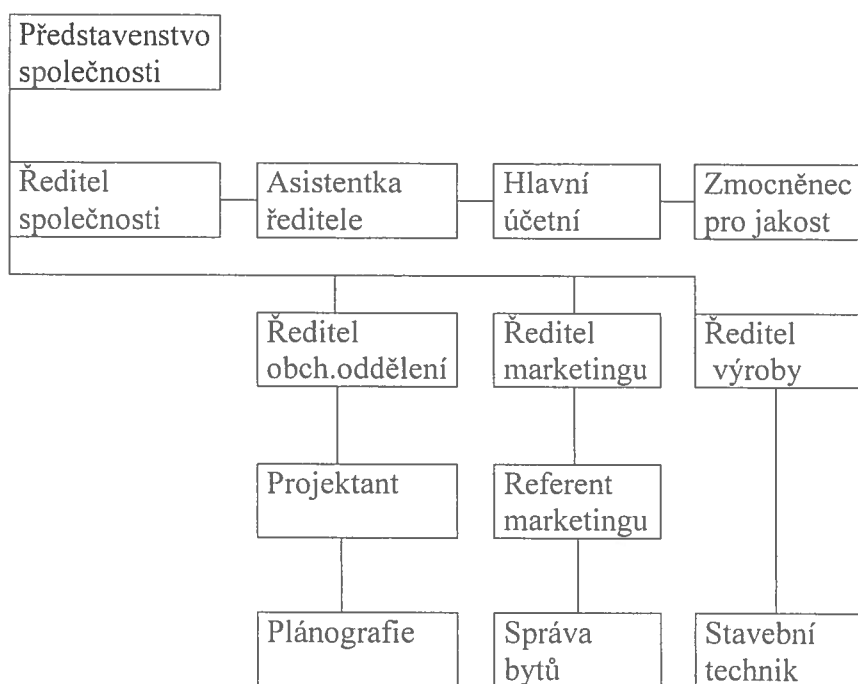 Představenstvo
společnosti
Ředitel
společnosti
Asistentka
ředitele
Hlavní
účetní
Zmocněnec
pro jakost
Ředitel
obch.oddělení
Ředitel
marketingu
Ředitel
výroby
Projektant
Referent
marketingu
Plánografie
Správa
bytů
Stavební
technik